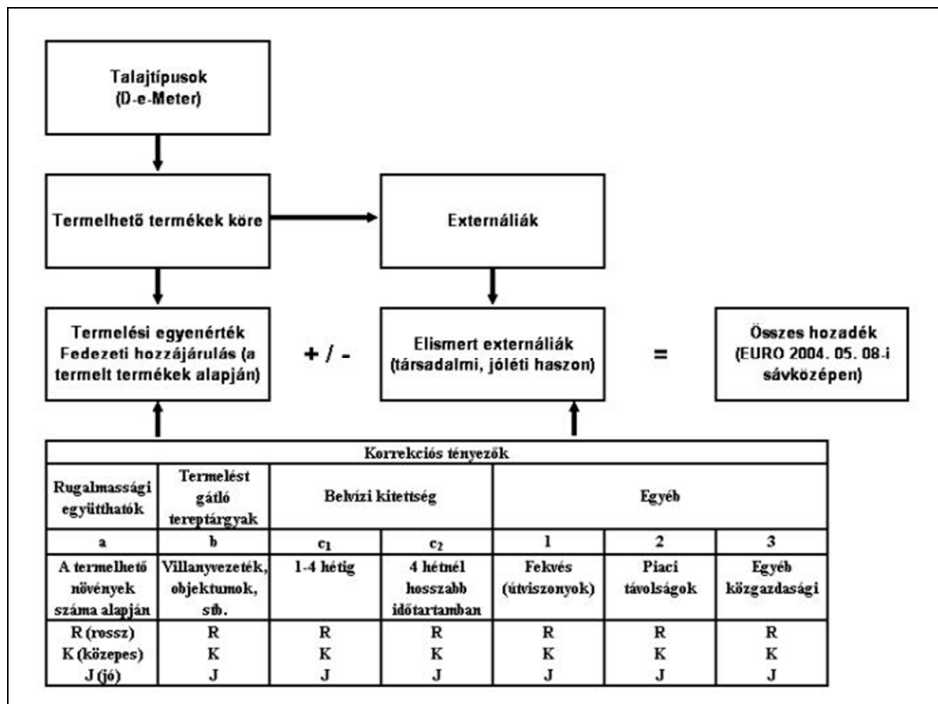 Talajtípusok
(D-e-Meter)
Termelhető termékek köre
Externáliák
Termelési egyenérték
Fedezeti hozzájárulás (a
termelt termékek alapján)
+ / -
Elismert externáliák
(társadalmi, jóléti haszon)
=
Összes hozadék
(EURO 2004. 05. 08-i
sávközépen)
Korrekciós tényezők
Rugalmassági
együtthatók
Termelést
gátló
tereptárgyak
Belvízi kitettség
Egyéb
a b c₁ c₂ 1 2 3
A termelhető
növények
száma alapján
Villanyvezeték,
objektumok,
stb.
1-4 hétig
4 hétnél
hosszabb
időtartamban
Fekvés
(útviszonyok)
Piaci
távolságok
Egyéb
közgazdasági
R (rossz) R R R R R R
K (közepes) K K K K K K
J (jó) J J J J J J